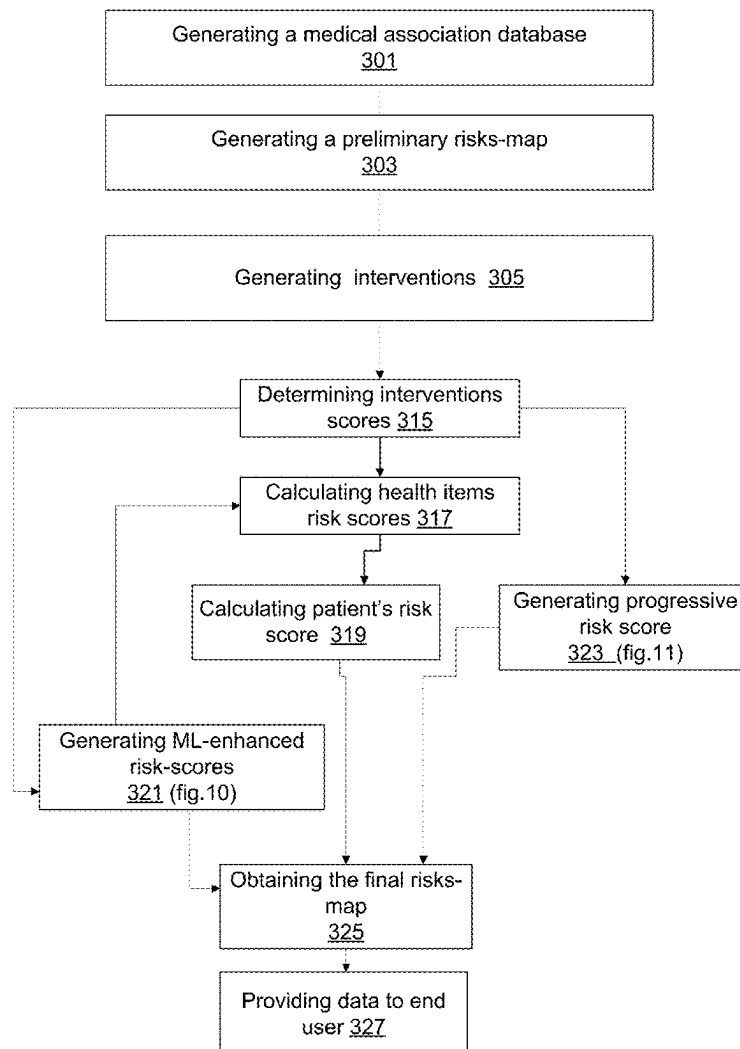 Generating a medical association database
301
Generating a preliminary risks-map
303
Generating interventions 305
Determining interventions
scores 315
Calculating health items
risk scores 317
Calculating patient's risk
score 319
Generating progressive
risk score
323 (fig.11)
Generating ML-enhanced
risk-scores
321 (fig.10)
Obtaining the final risks-
map
325
Providing data to end
user 327